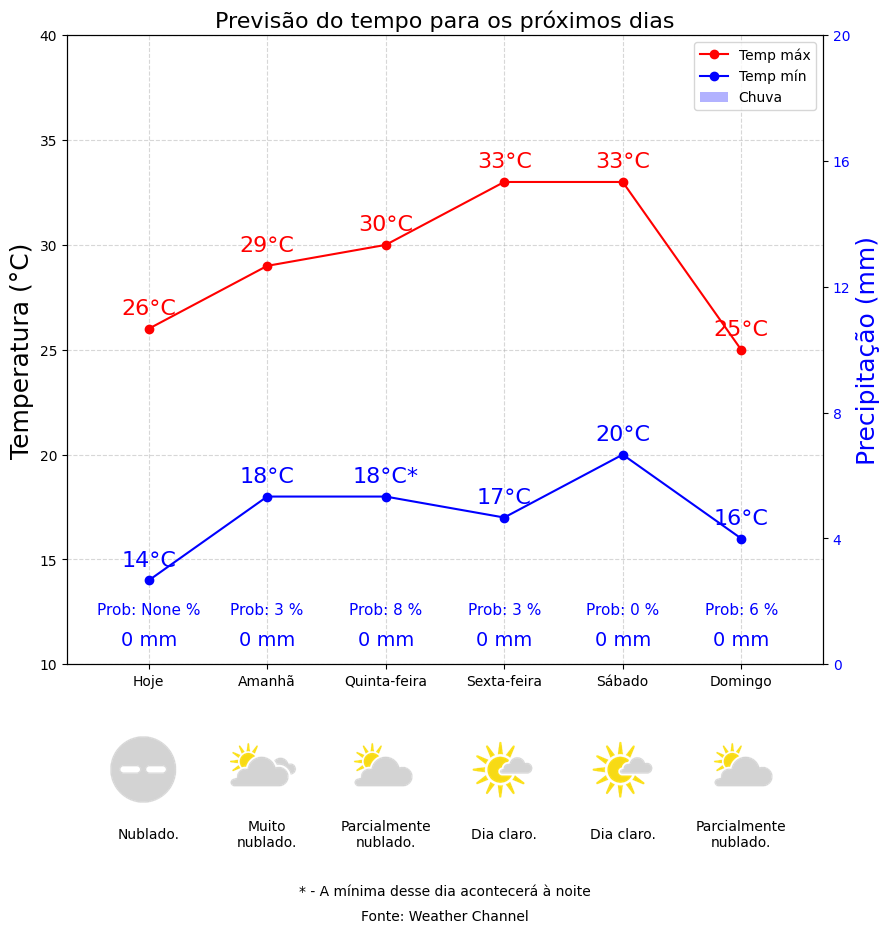 Previsão do tempo para os próximos dias
Temp máx
Temp mín
Chuva
Temperatura (°C)
40
35
30
25
20
15
10
Precipitação (mm)
20
16
12
8
4
0
26°C 29°C 30°C 33°C 33°C 25°C
14°C 18°C 18°C* 17°C 20°C 16°C
Prob: None % Prob: 3 % Prob: 8 % Prob: 3 % Prob: 0 % Prob: 6 %
0 mm 0 mm 0 mm 0 mm 0 mm 0 mm
Hoje Amanhã Quinta-feira Sexta-feira Sábado Domingo
Nublado.
Muito
nublado.
Parcialmente
nublado.
Dia claro.
Dia claro.
Parcialmente
nublado.
* - A mínima desse dia acontecerá à noite
Fonte: Weather Channel